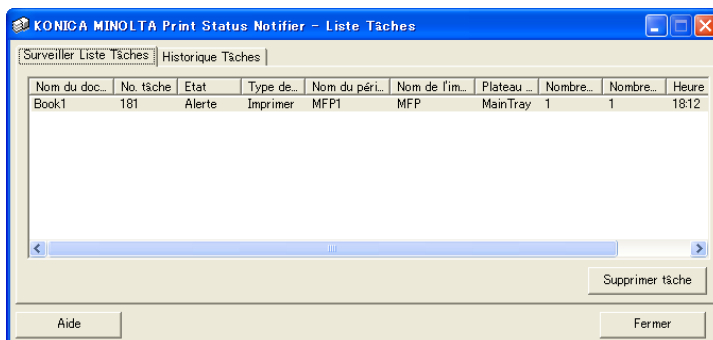 KONICA MINOLTA Print Status Notifier - Liste Tâches
Surveiller Liste Tâches Historique Tâches
Nom du doc... No. tâche Etat Type de... Nom du péri... Nom de l'im... Plateau ... Nombre... Nombre... Heure
Book1 181 Alerte Imprimer MFP1 MFP MainTray 1 1 18:12
Supprimer tâche
Aide Fermer